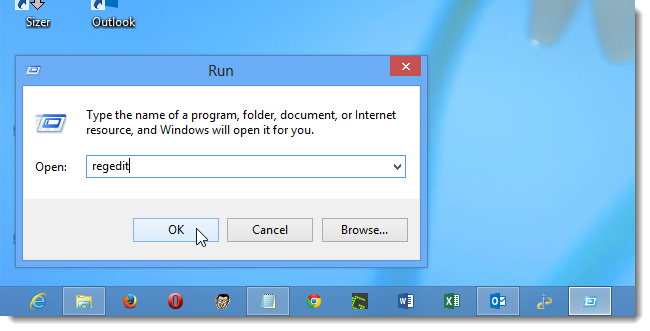 Sizer
Outlook
Run
Type the name of a program, folder, document, or Internet
resource, and Windows will open it for you.
Open:
regedit
OK
Cancel
Browse...